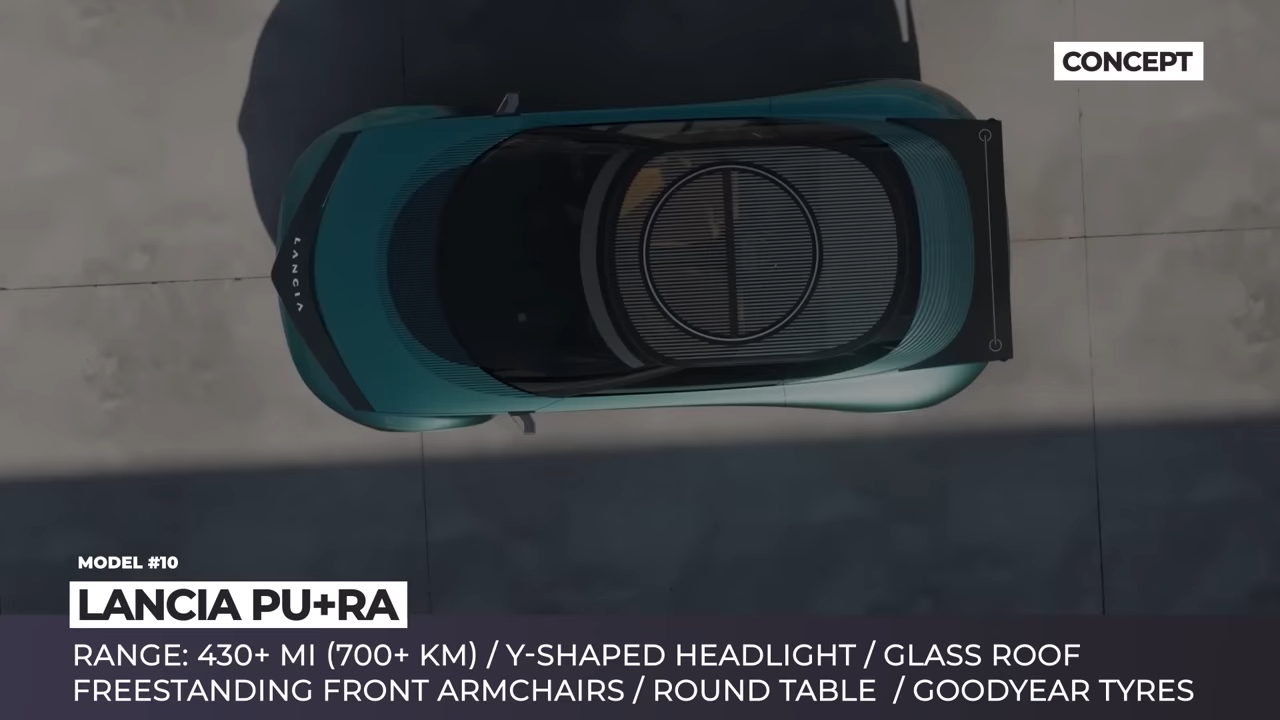 CONCEPT
LANCIA
MODEL #10
LANCIA PU+RA
RANGE: 430+ MI (700+ KM) / Y-SHAPED HEADLIGHT / GLASS ROOF
FREESTANDING FRONT ARMCHAIRS / ROUND TABLE / GOODYEAR TYRES